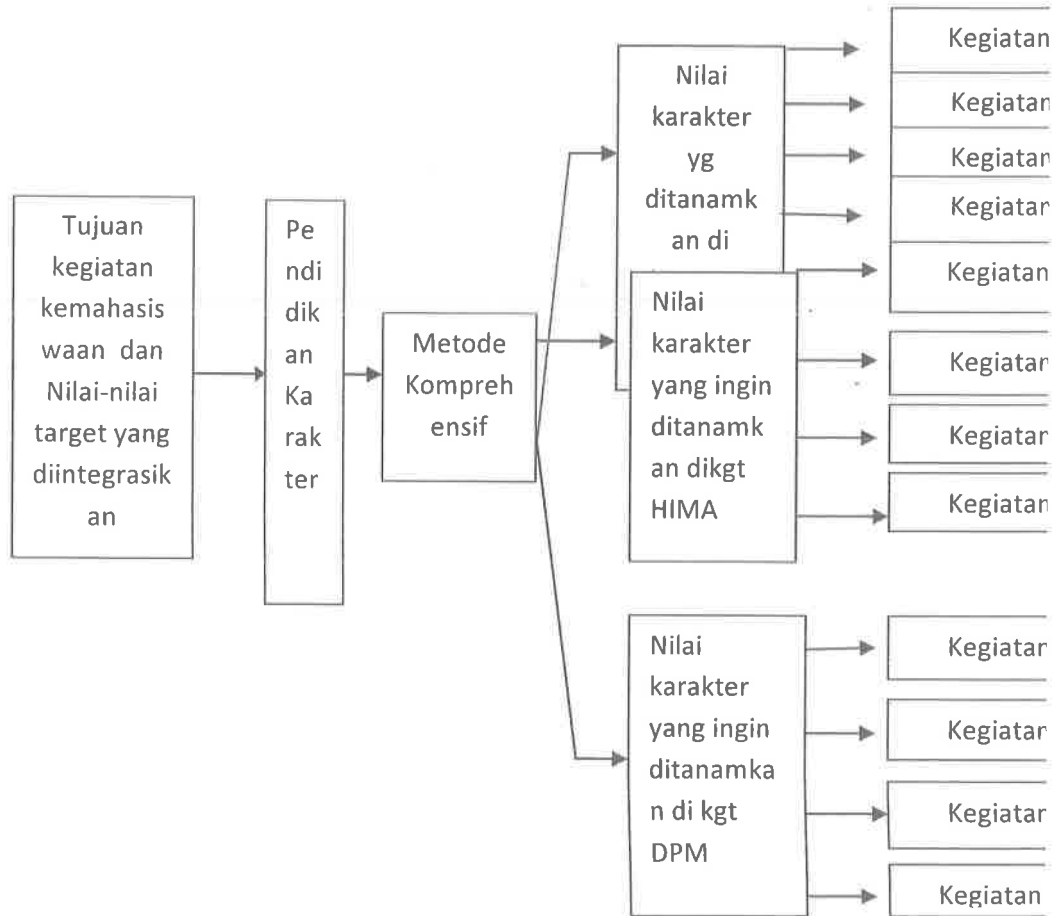 Tujuan
kegiatan
kemahasis
waan dan
Nilai-nilai
target yang
diintegrasik
an
Pe
ndi
dik
an
Ka
rak
ter
Metode
Kompreh
ensif
Nilai
karakter
yg
ditanamk
an di
Nilai
karakter
yang ingin
ditanamk
an dikgt
HIMA
Nilai
karakter
yang ingin
ditanamka
n di kgt
DPM
Kegiatan
Kegiatan
Kegiatan
Kegiatan
Kegiatan
Kegiatan
Kegiatan
Kegiatan
Kegiatan
Kegiatan
Kegiatan
Kegiatan